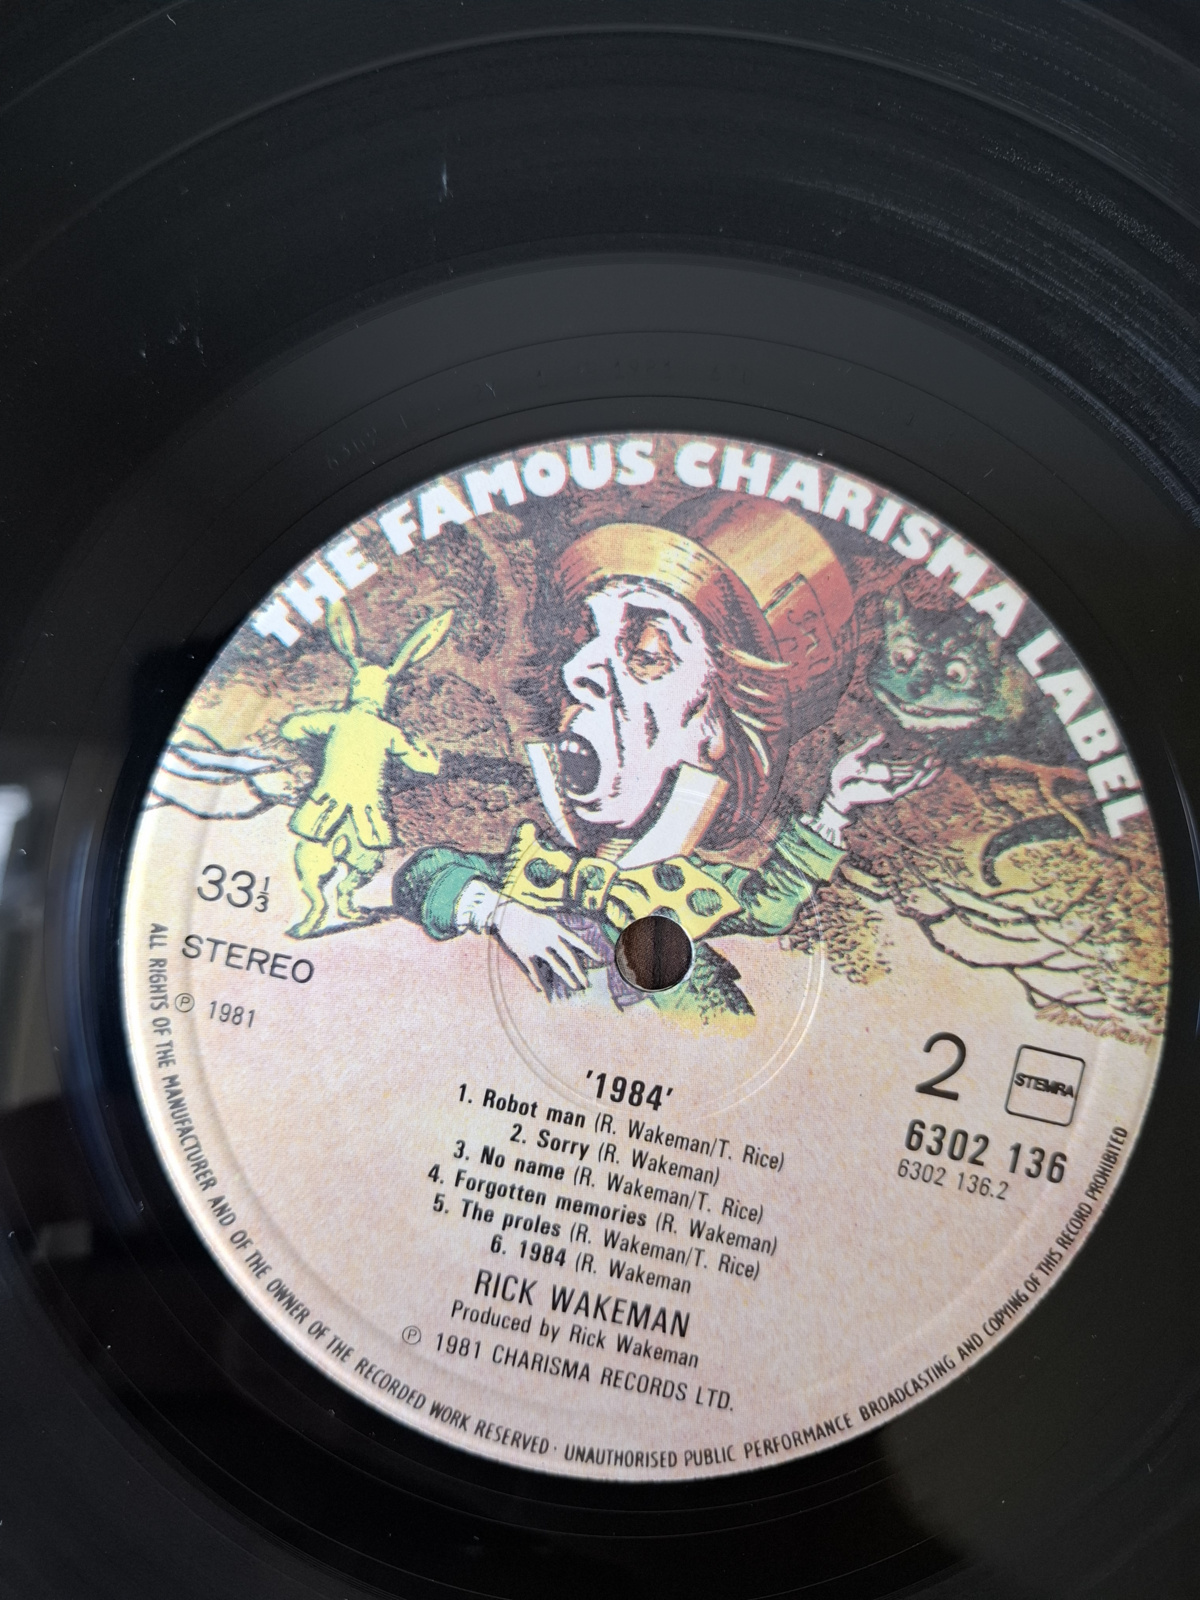 THE FAMOUS CHARISMA LABEL
33 1/3
STEREO
℗ 1981
2
STEMRA
6302 136
6302 136.2
'1984'
1. Robot man (R. Wakeman/T. Rice)
2. Sorry (R. Wakeman)
3. No name (R. Wakeman/T. Rice)
4. Forgotten memories (R. Wakeman)
5. The proles (R. Wakeman/T. Rice)
6. 1984 (R. Wakeman
RICK WAKEMAN
Produced by Rick Wakeman
℗ 1981 CHARISMA RECORDS LTD.
ALL RIGHTS OF THE MANUFACTURER AND OF THE OWNER OF THE RECORDED WORK RESERVED · UNAUTHORISED PUBLIC PERFORMANCE BROADCASTING AND COPYING OF THIS RECORD PROHIBITED